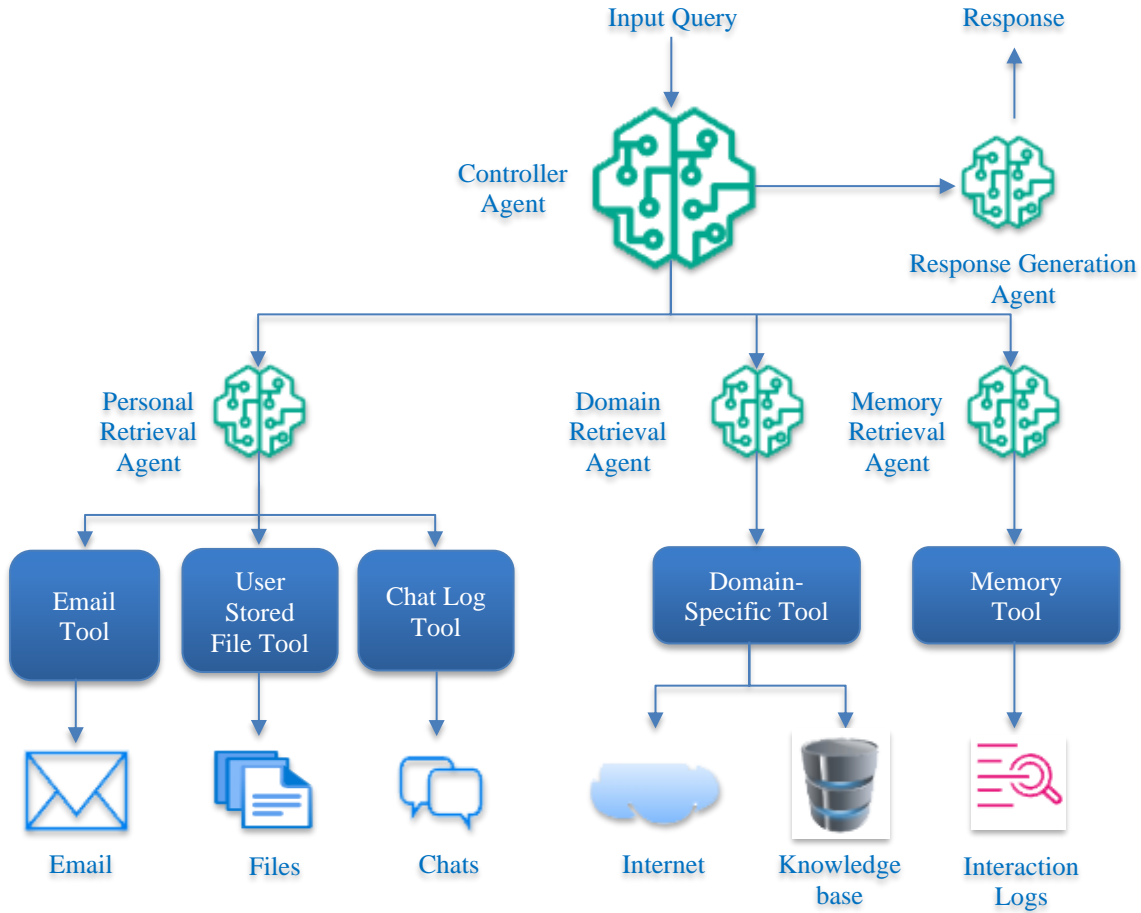 Input Query
Response
Controller
Agent
Response Generation
Agent
Personal
Retrieval
Agent
Domain
Retrieval
Agent
Memory
Retrieval
Agent
Email
Tool
User
Stored
File Tool
Chat Log
Tool
Domain-
Specific Tool
Memory
Tool
Email
Files
Chats
Internet
Knowledge
base
Interaction
Logs